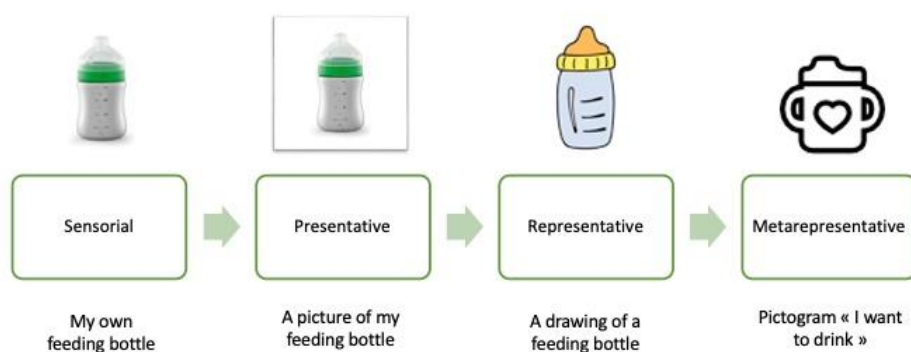 Sensorial
Presentative
Representative
Metarepresentative
My own
feeding bottle
A picture of my
feeding bottle
A drawing of a
feeding bottle
Pictogram « I want
to drink »